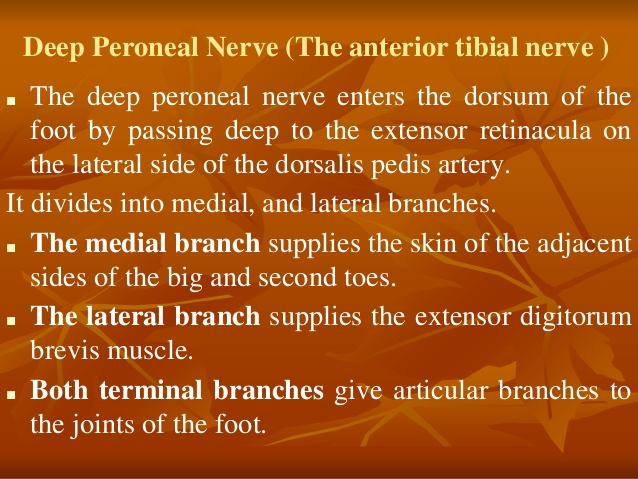 Deep Peroneal Nerve (The anterior tibial nerve )
■ The deep peroneal nerve enters the dorsum of the
foot by passing deep to the extensor retinacula on
the lateral side of the dorsalis pedis artery.
It divides into medial, and lateral branches.
■ The medial branch supplies the skin of the adjacent
sides of the big and second toes.
■ The lateral branch supplies the extensor digitorum
brevis muscle.
■ Both terminal branches give articular branches to
the joints of the foot.